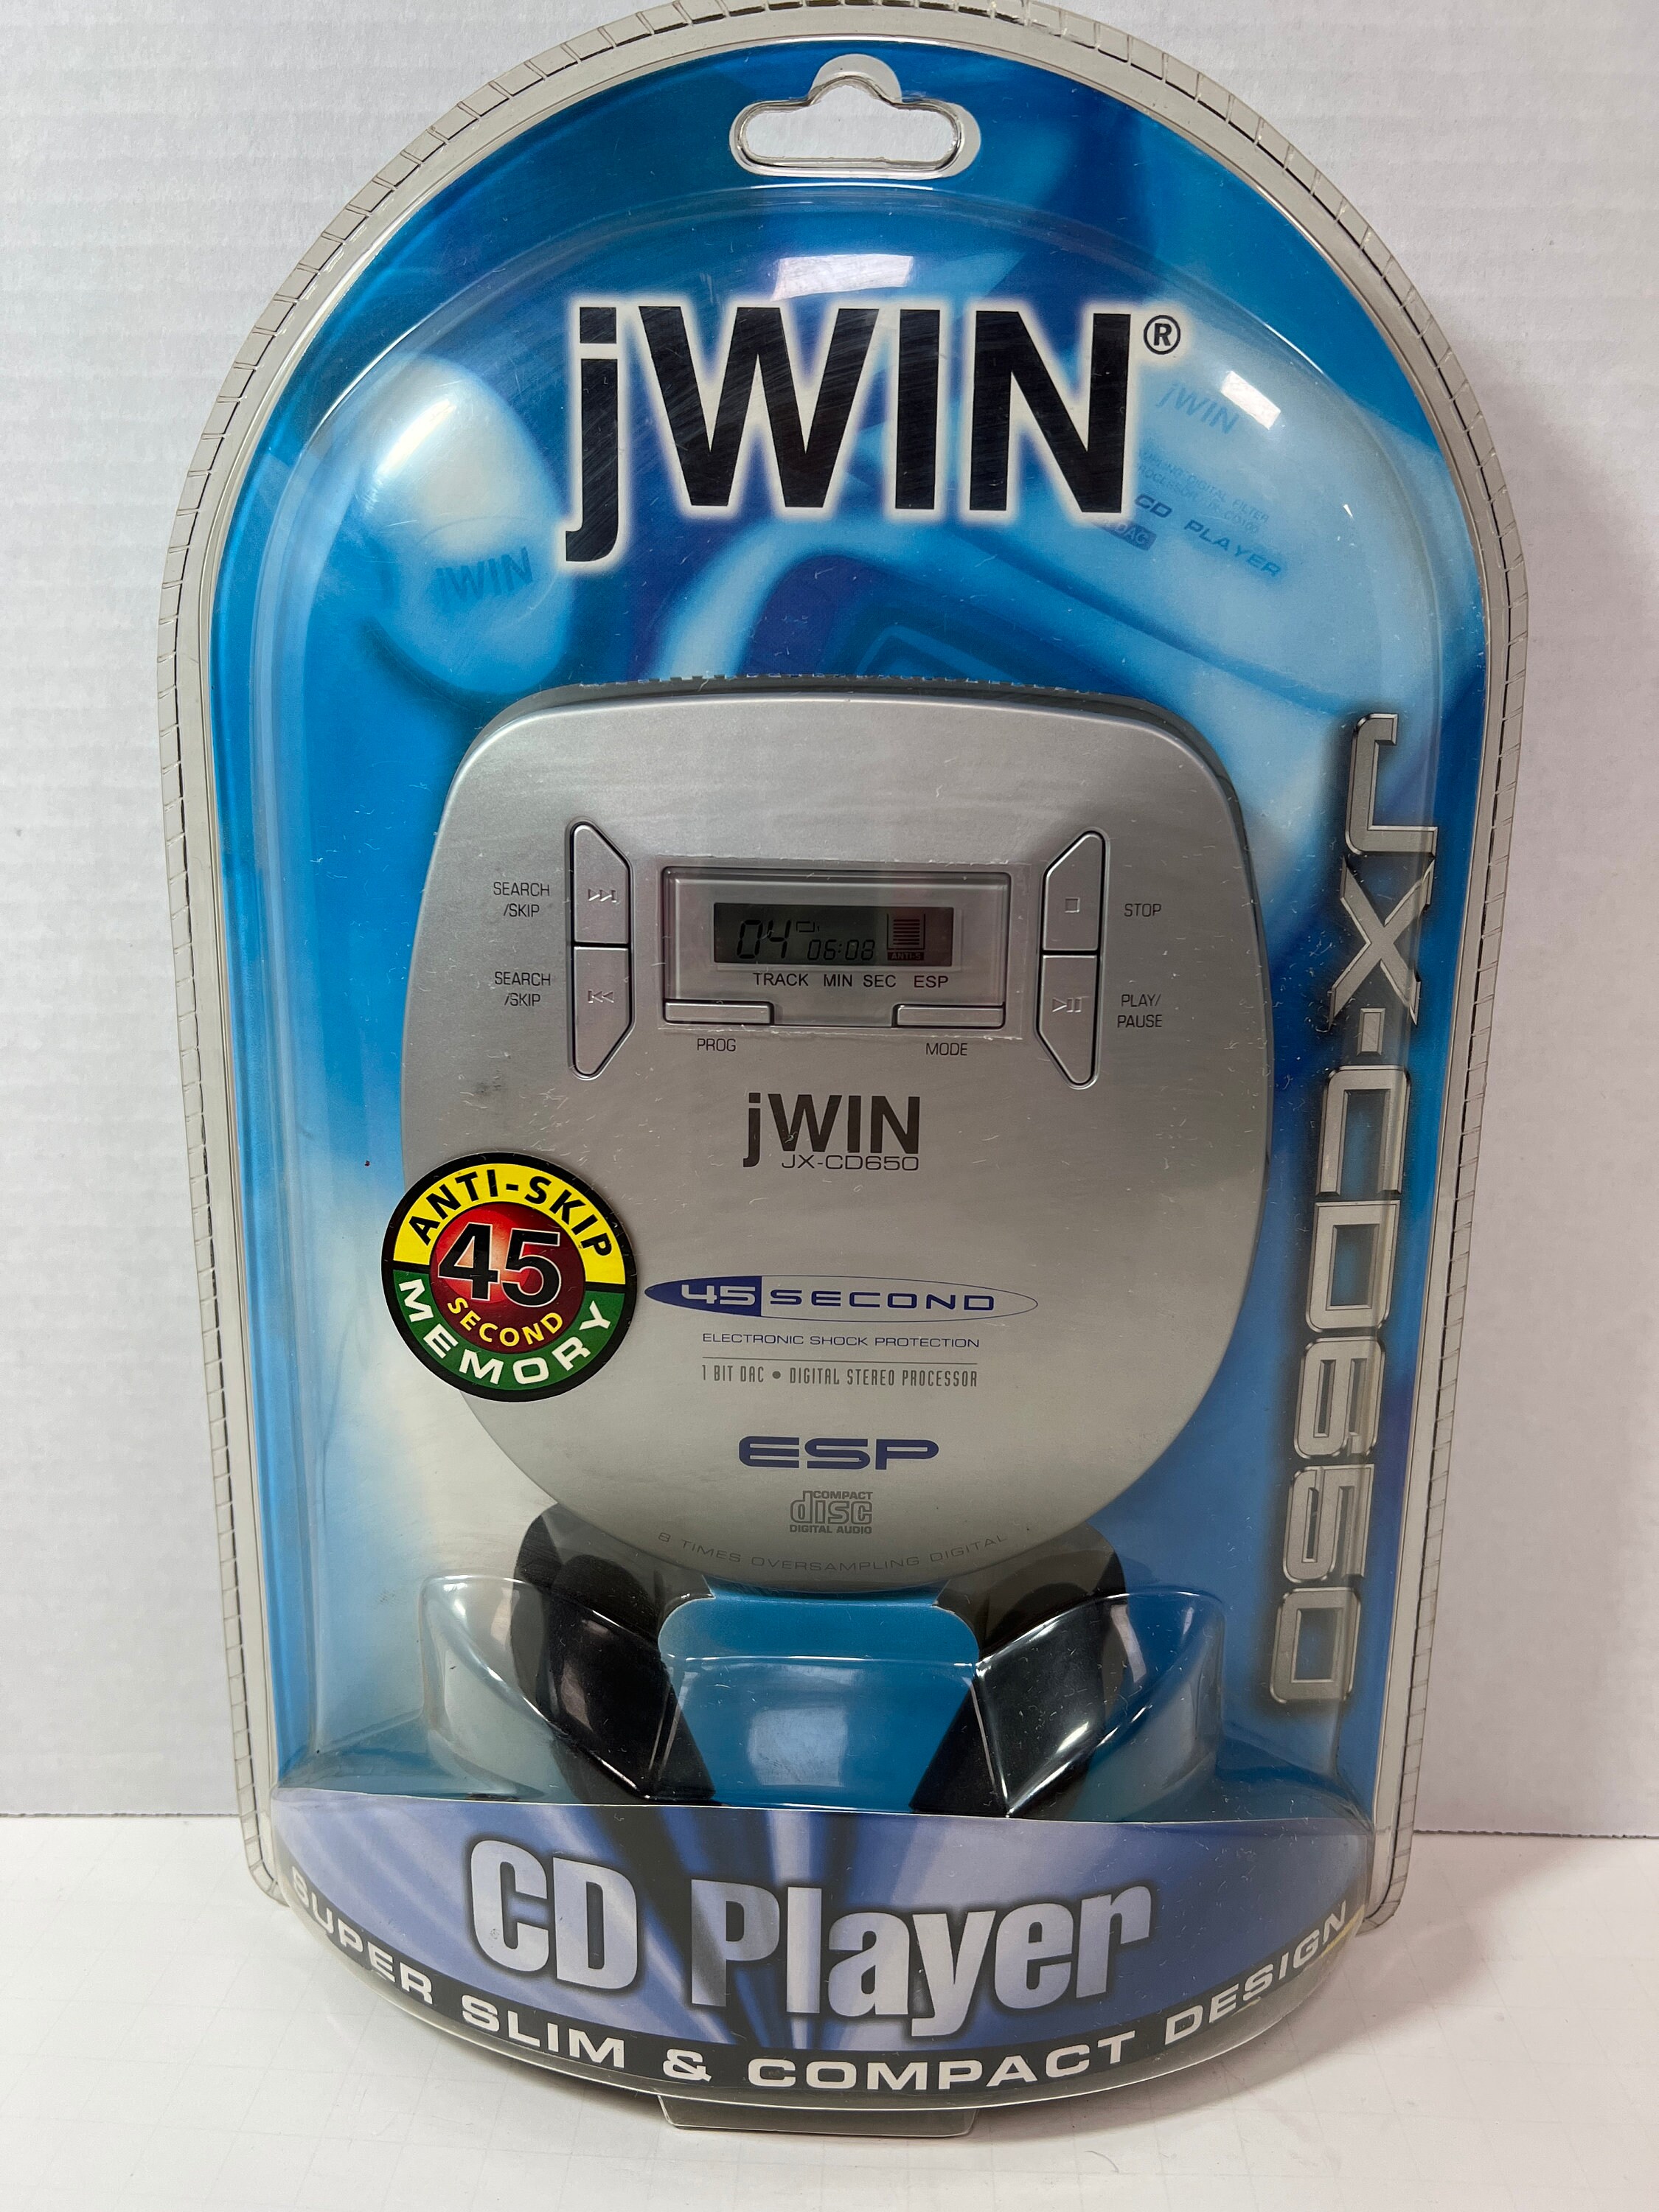 jWIN®
jWIN
jWIN
CD PLAYER
DAC
JX-CD650
SEARCH
/SKIP
SEARCH
/SKIP
04 06:08
ANTI-S
TRACK MIN SEC ESP
PROG
MODE
STOP
PLAY/
PAUSE
jWIN
JX-CD650
ANTI-SKIP
45
SECOND
MEMORY
45 SECOND
ELECTRONIC SHOCK PROTECTION
1 BIT DAC • DIGITAL STEREO PROCESSOR
ESP
COMPACT
disc
DIGITAL AUDIO
8 TIMES OVERSAMPLING DIGITAL
CD Player
SUPER SLIM & COMPACT DESIGN